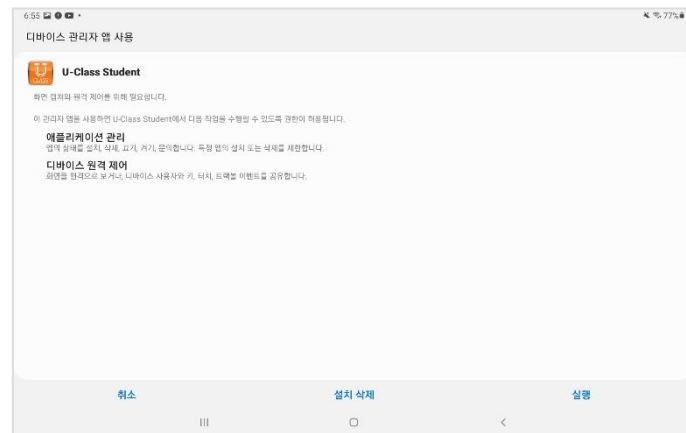 6:55
77%
디바이스 관리자 앱 사용
U-Class Student
화면 캡쳐와 원격 제어를 위해 필요합니다.
이 관리자 앱을 사용하면 U-Class Student에서 다음 작업을 수행할 수 있도록 권한이 허용됩니다.
애플리케이션 관리
앱의 상태를 설치, 삭제, 끄기, 켜기, 문의합니다. 특정 앱의 설치 또는 삭제를 제한합니다.
디바이스 원격 제어
화면을 원격으로 보거나, 디바이스 사용자와 키, 터치, 트랙볼 이벤트를 공유합니다.
취소
설치 삭제
실행